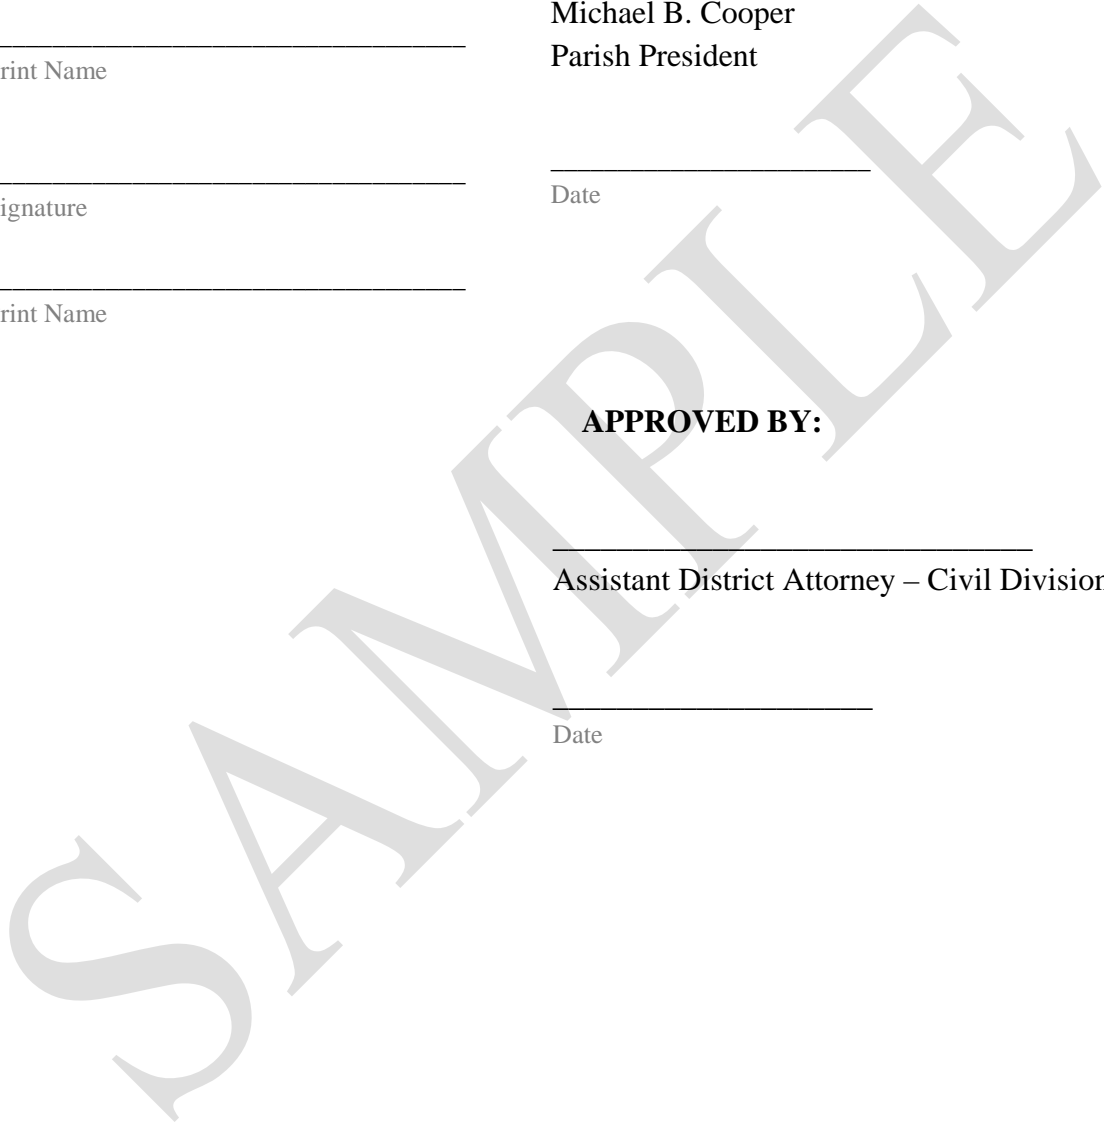 Michael B. Cooper
Parish President
rint Name
Date
ignature
rint Name
APPROVED BY:
Assistant District Attorney – Civil Division
Date
SAMPLE